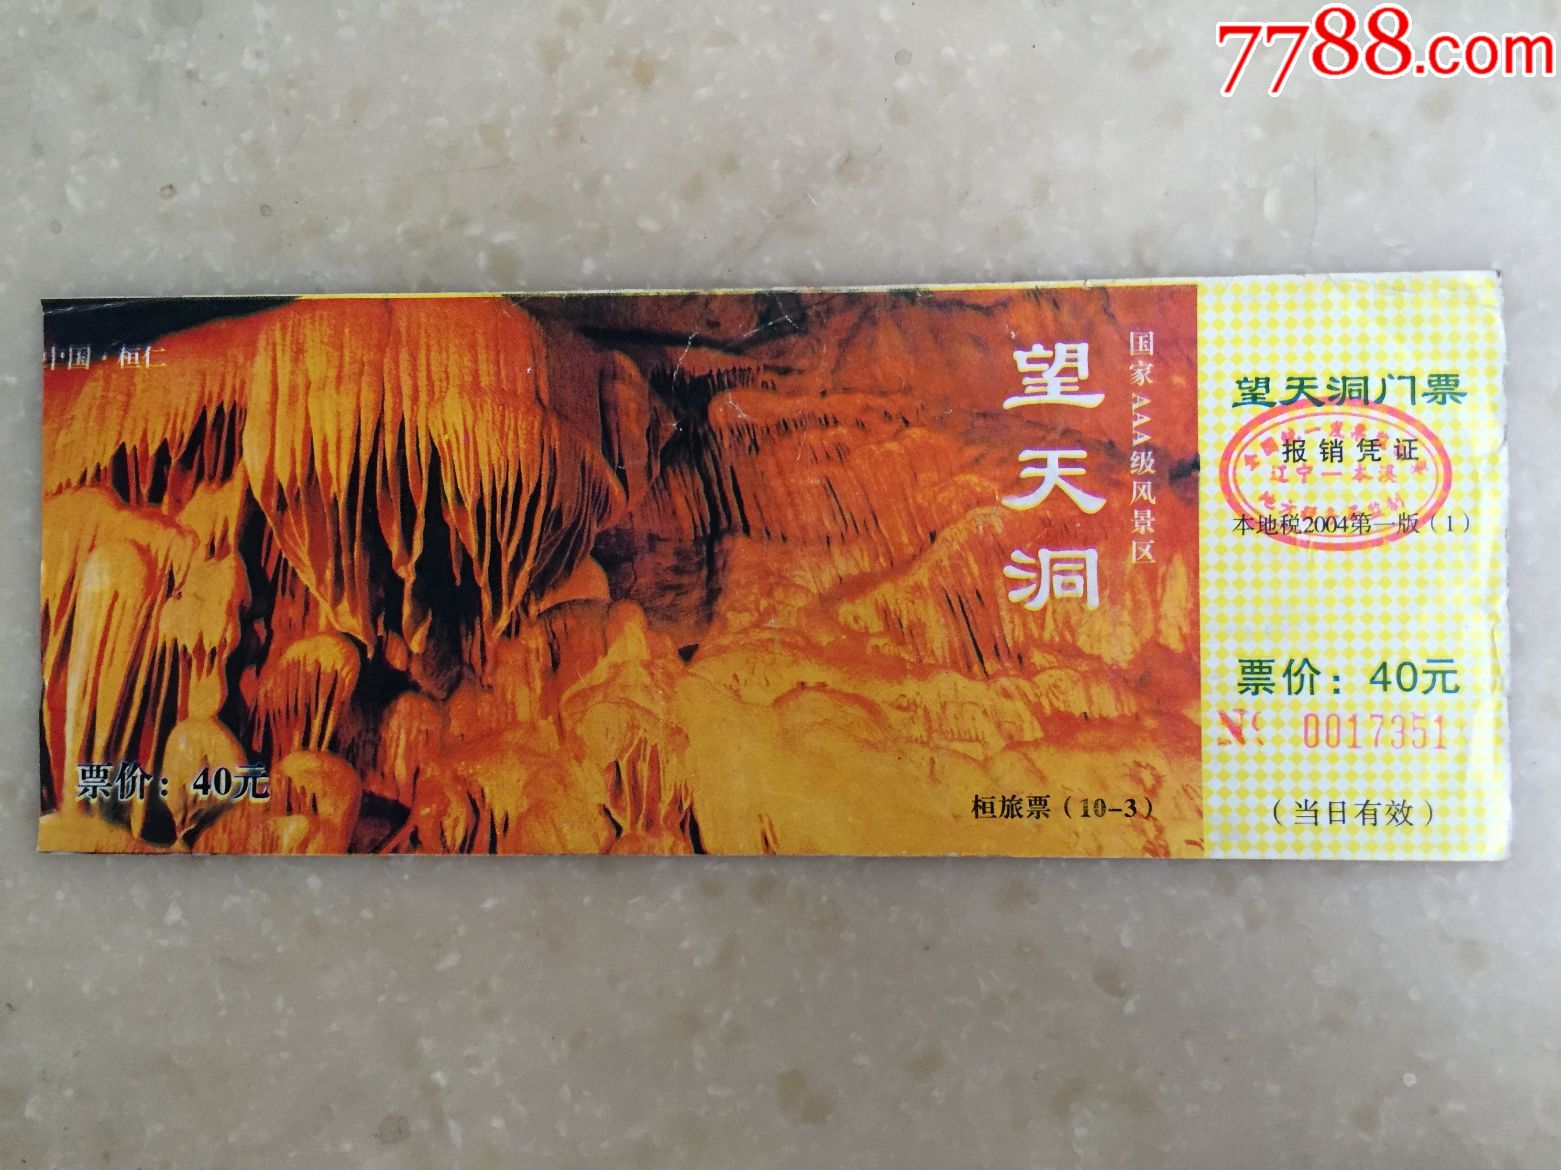 7788.com
中国·桓仁
望天洞
国家AAA级风景区
票价：40元
桓旅票（10-3）
望天洞门票
报销凭证
辽宁—本溪
本地税2004第一版（1）
票价：40元
№ 0017351
（当日有效）